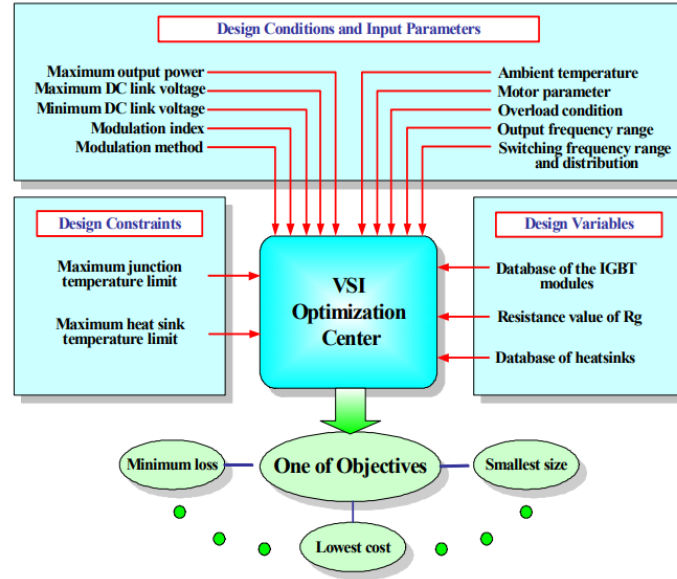 Design Conditions and Input Parameters
Maximum output power
Maximum DC link voltage
Minimum DC link voltage
Modulation index
Modulation method
Ambient temperature
Motor parameter
Overload condition
Output frequency range
Switching frequency range
and distribution
Design Constraints
Maximum junction
temperature limit
Maximum heat sink
temperature limit
VSI
Optimization
Center
Design Variables
Database of the IGBT
modules
Resistance value of Rg
Database of heatsinks
Minimum loss
One of Objectives
Smallest size
Lowest cost